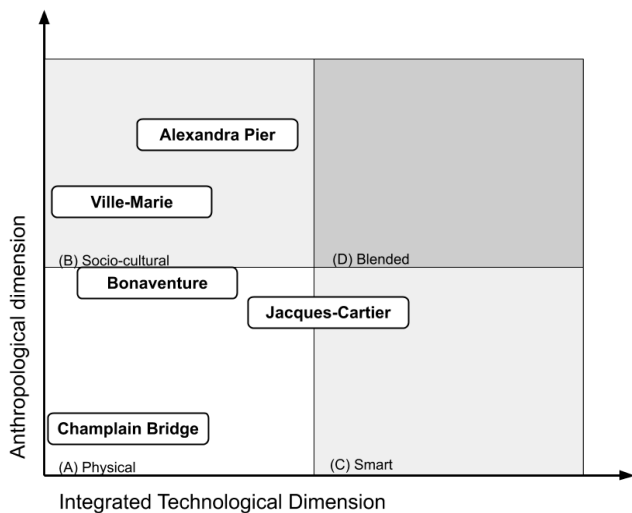 Alexandra Pier
Ville-Marie
(B) Socio-cultural
(D) Blended
Bonaventure
Jacques-Cartier
Champlain Bridge
(A) Physical
(C) Smart
Anthropological dimension
Integrated Technological Dimension